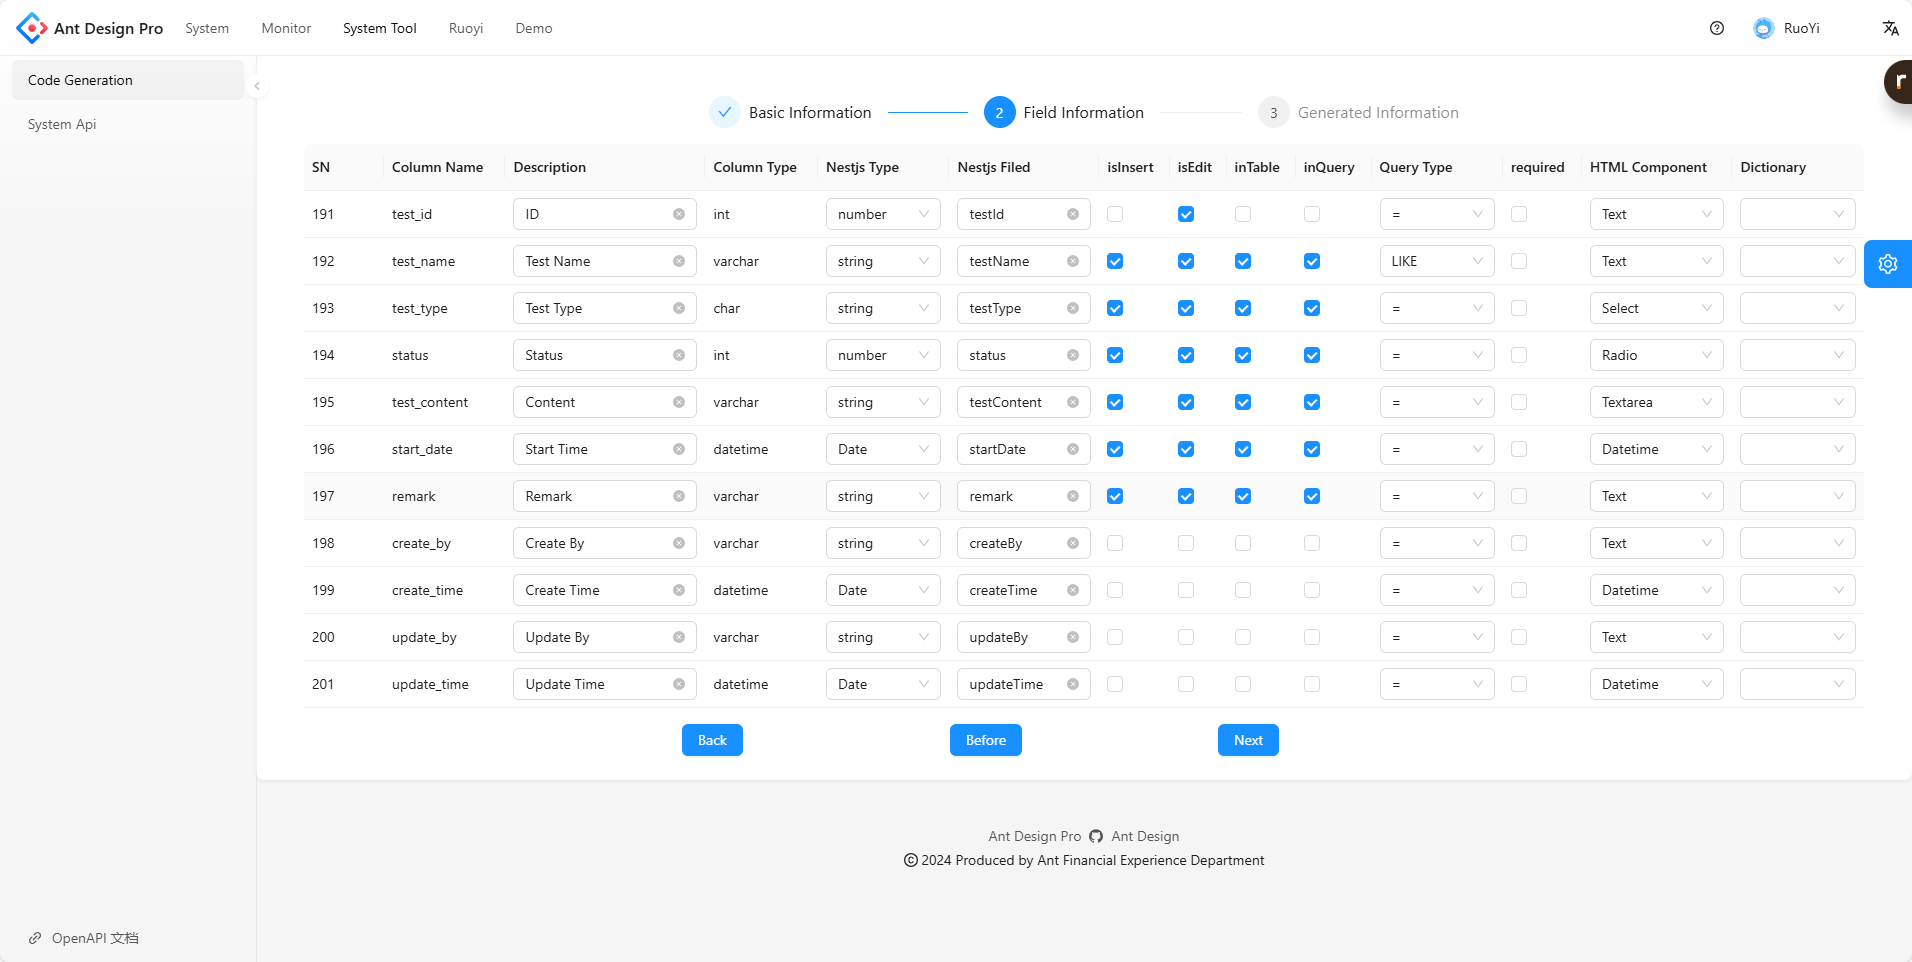 Ant Design Pro System Monitor System Tool Ruoyi Demo RuoYi
Code Generation
System Api
Basic Information 2 Field Information 3 Generated Information
SN Column Name Description Column Type Nestjs Type Nestjs Filed isInsert isEdit inTable inQuery Query Type required HTML Component Dictionary
191 test_id ID int number testId = Text
192 test_name Test Name varchar string testName LIKE Text
193 test_type Test Type char string testType = Select
194 status Status int number status = Radio
195 test_content Content varchar string testContent = Textarea
196 start_date Start Time datetime Date startDate = Datetime
197 remark Remark varchar string remark = Text
198 create_by Create By varchar string createBy = Text
199 create_time Create Time datetime Date createTime = Datetime
200 update_by Update By varchar string updateBy = Text
201 update_time Update Time datetime Date updateTime = Datetime
Back Before Next
Ant Design Pro Ant Design
© 2024 Produced by Ant Financial Experience Department
OpenAPI 文档